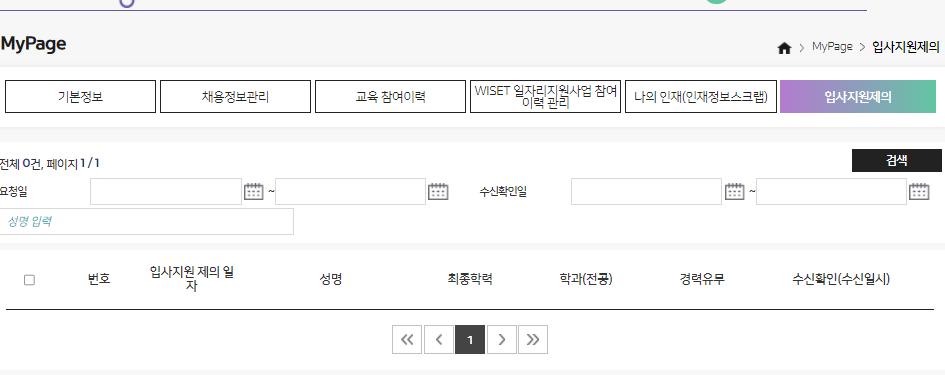 MyPage
MyPage > 입사지원제의
기본정보
채용정보관리
교육 참여이력
WISET 일자리지원사업 참여
이력 관리
나의 인재(인재정보스크랩)
입사지원제의
전체 0건, 페이지 1 / 1
검색
요청일
~
수신확인일
~
성명 입력
번호
입사지원 제의 일
자
성명
최종학력
학과(전공)
경력유무
수신확인(수신일시)
1